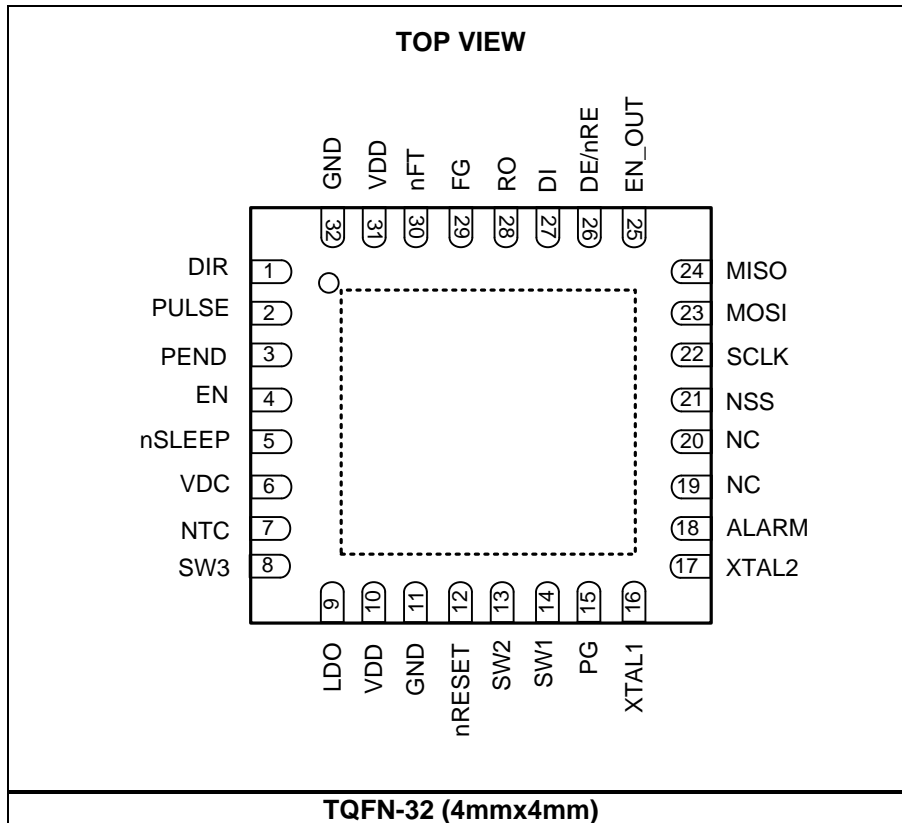 TOP VIEW
GND VDD nFT FG RO DI DE/nRE EN_OUT
32 31 30 29 28 27 26 25
DIR 1 24 MISO
PULSE 2 23 MOSI
PEND 3 22 SCLK
EN 4 21 NSS
nSLEEP 5 20 NC
VDC 6 19 NC
NTC 7 18 ALARM
SW3 8 17 XTAL2
9 10 11 12 13 14 15 16
LDO VDD GND nRESET SW2 SW1 PG XTAL1
TQFN-32 (4mmx4mm)